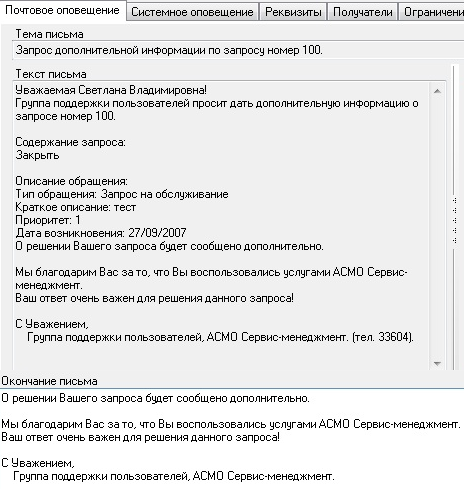 Почтовое оповещение Системное оповещение Реквизиты Получатели Ограничени
Тема письма
Запрос дополнительной информации по запросу номер 100.
Текст письма
Уважаемая Светлана Владимировна!
Группа поддержки пользователей просит дать дополнительную информацию о
запросе номер 100.
Содержание запроса:
Закрыть
Описание обращения:
Тип обращения: Запрос на обслуживание
Краткое описание: тест
Приоритет: 1
Дата возникновения: 27/09/2007
О решении Вашего запроса будет сообщено дополнительно.
Мы благодарим Вас за то, что Вы воспользовались услугами АСМО Сервис-
менеджмент.
Ваш ответ очень важен для решения данного запроса!
С Уважением,
Группа поддержки пользователей, АСМО Сервис-менеджмент. (тел. 33604).
Окончание письма
О решении Вашего запроса будет сообщено дополнительно.
Мы благодарим Вас за то, что Вы воспользовались услугами АСМО Сервис-менеджмент.
Ваш ответ очень важен для решения данного запроса!
С Уважением,
Группа поддержки пользователей, АСМО Сервис-менеджмент.